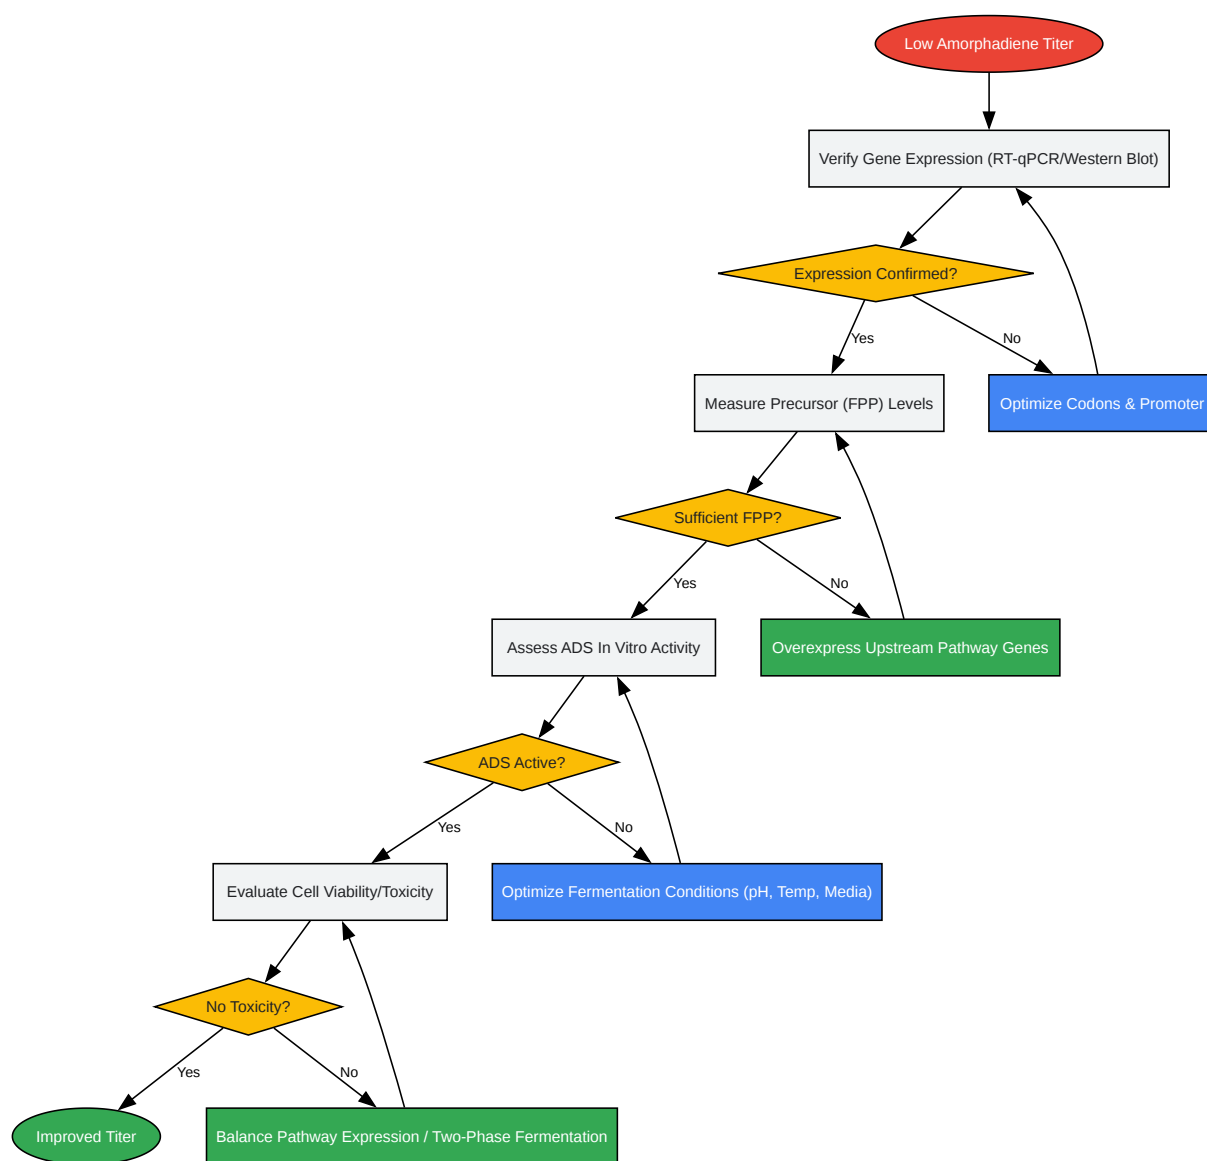 Low Amorphadiene Titer
Verify Gene Expression (RT-qPCR/Western Blot)
Expression Confirmed?
Yes
No
Measure Precursor (FPP) Levels
Optimize Codons & Promoter
Sufficient FPP?
Yes
No
Assess ADS In Vitro Activity
Overexpress Upstream Pathway Genes
ADS Active?
Yes
No
Evaluate Cell Viability/Toxicity
Optimize Fermentation Conditions (pH, Temp, Media)
No Toxicity?
Yes
No
Improved Titer
Balance Pathway Expression / Two-Phase Fermentation